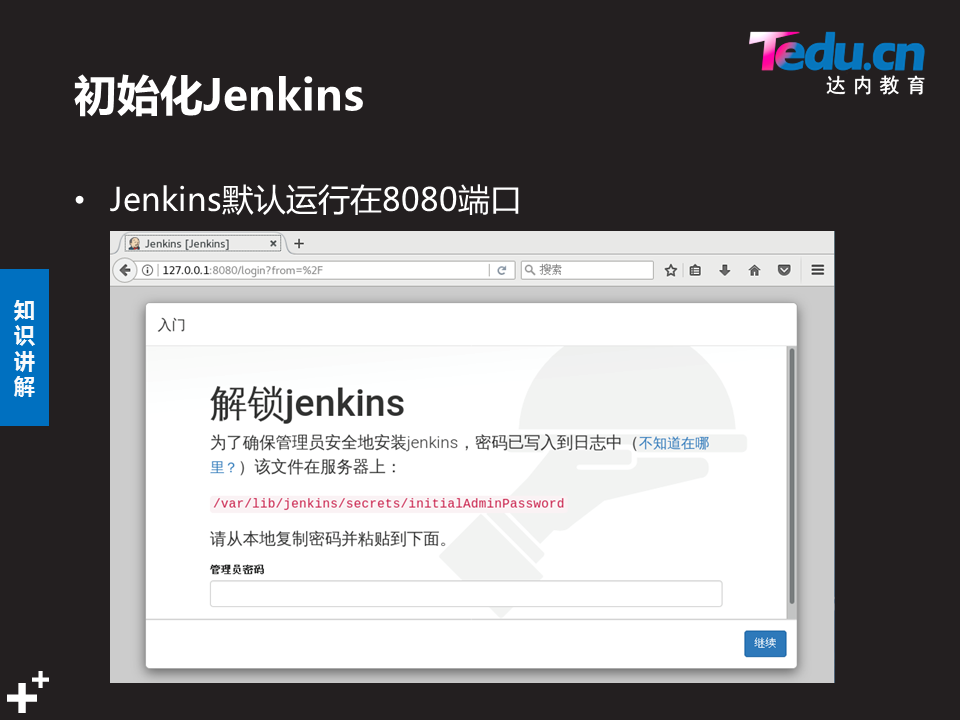 Tedu.cn
达内教育
初始化Jenkins
• Jenkins默认运行在8080端口
知识讲解
Jenkins [Jenkins] × +
127.0.0.1:8080/login?from=%2F
搜索
入门
解锁jenkins
为了确保管理员安全地安装jenkins，密码已写入到日志中（不知道在哪
里？）该文件在服务器上：
/var/lib/jenkins/secrets/initialAdminPassword
请从本地复制密码并粘贴到下面。
管理员密码
继续